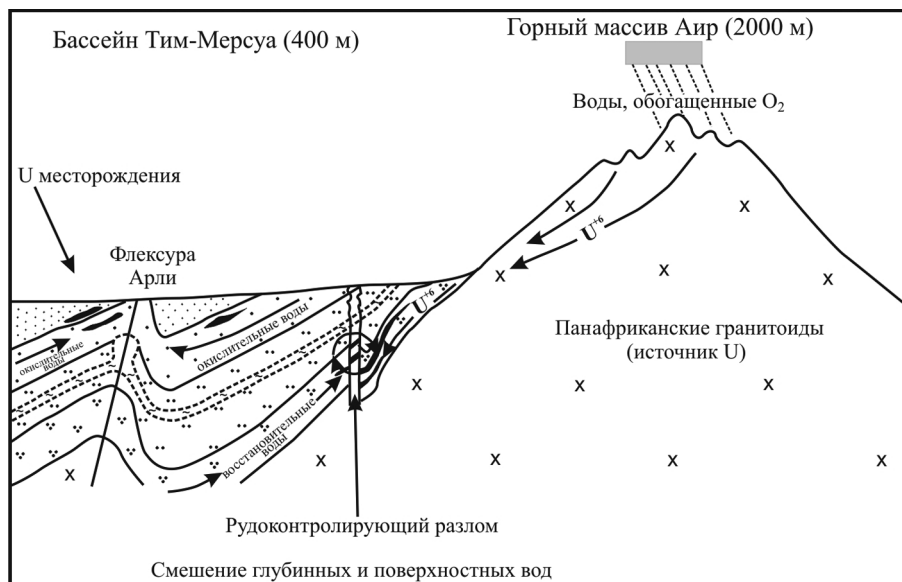 Бассейн Тим-Мерсуа (400 м)
Горный массив Аир (2000 м)
Воды, обогащенные O₂
x
U месторождения
x
x
U⁺⁶
Флексура
Арли
x
x
x
U⁺⁶
окислительные воды
окислительные
воды
Панафриканские гранитоиды
(источник U)
x
x
x
восстановительные
воды
x
x
x
x
x
Рудоконтролирующий разлом
Смешение глубинных и поверхностных вод